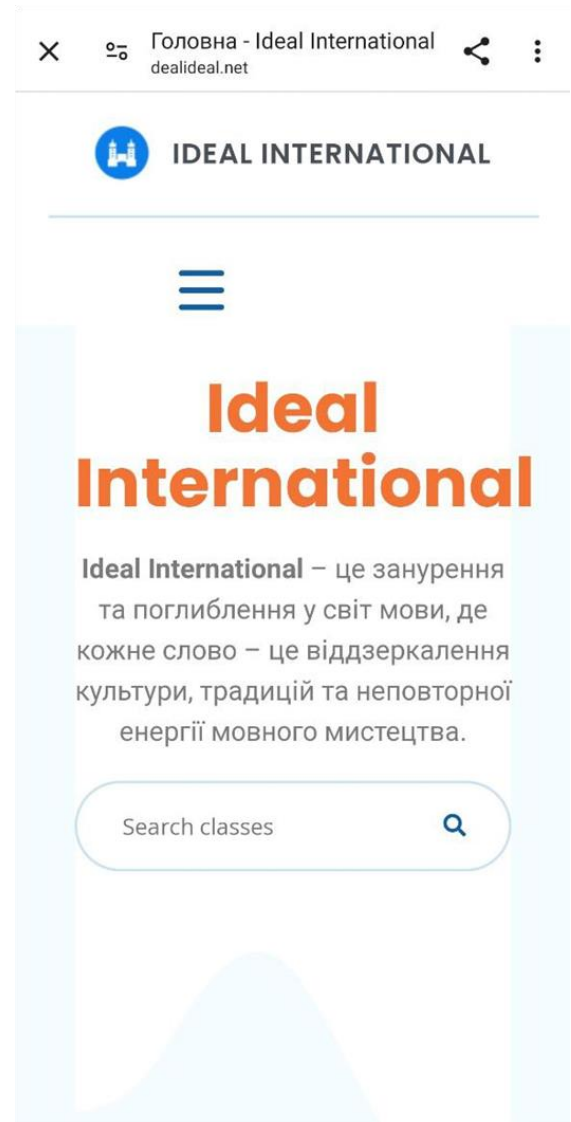 Головна - Ideal International
dealideal.net
IDEAL INTERNATIONAL
Ideal
International
Ideal International – це занурення
та поглиблення у світ мови, де
кожне слово – це віддзеркалення
культури, традицій та неповторної
енергії мовного мистецтва.
Search classes